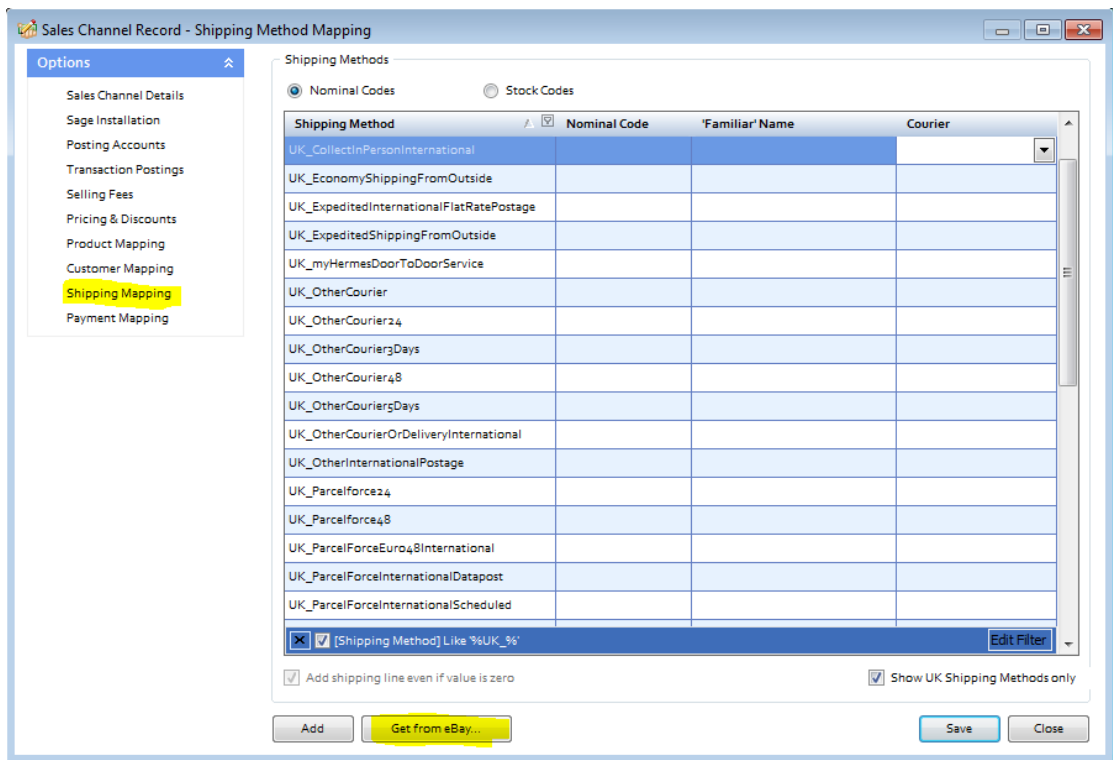 Sales Channel Record - Shipping Method Mapping
Options
Sales Channel Details
Sage Installation
Posting Accounts
Transaction Postings
Selling Fees
Pricing & Discounts
Product Mapping
Customer Mapping
Shipping Mapping
Payment Mapping
Shipping Methods
Nominal Codes Stock Codes
Shipping Method Nominal Code 'Familiar' Name Courier
UK_CollectInPersonInternational
UK_EconomyShippingFromOutside
UK_ExpeditedInternationalFlatRatePostage
UK_ExpeditedShippingFromOutside
UK_myHermesDoorToDoorService
UK_OtherCourier
UK_OtherCourier24
UK_OtherCourier3Days
UK_OtherCourier48
UK_OtherCourier5Days
UK_OtherCourierOrDeliveryInternational
UK_OtherInternationalPostage
UK_Parcelforce24
UK_Parcelforce48
UK_ParcelForceEuro48International
UK_ParcelForceInternationalDatapost
UK_ParcelForceInternationalScheduled
[Shipping Method] Like '%UK_%' Edit Filter
Add shipping line even if value is zero Show UK Shipping Methods only
Add Get from eBay... Save Close